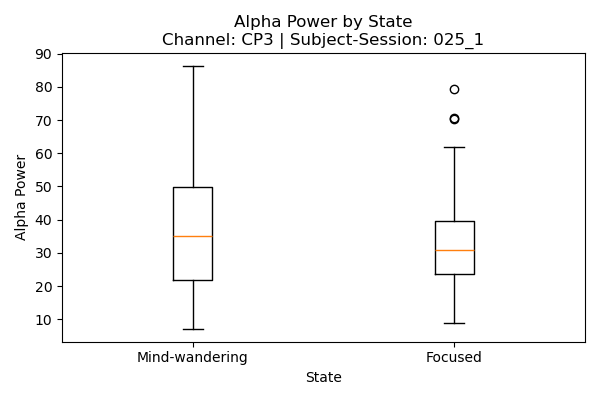 Alpha Power by State
Channel: CP3 | Subject-Session: 025_1
90
80
70
60
50
40
30
20
10
Alpha Power
Mind-wandering
Focused
State